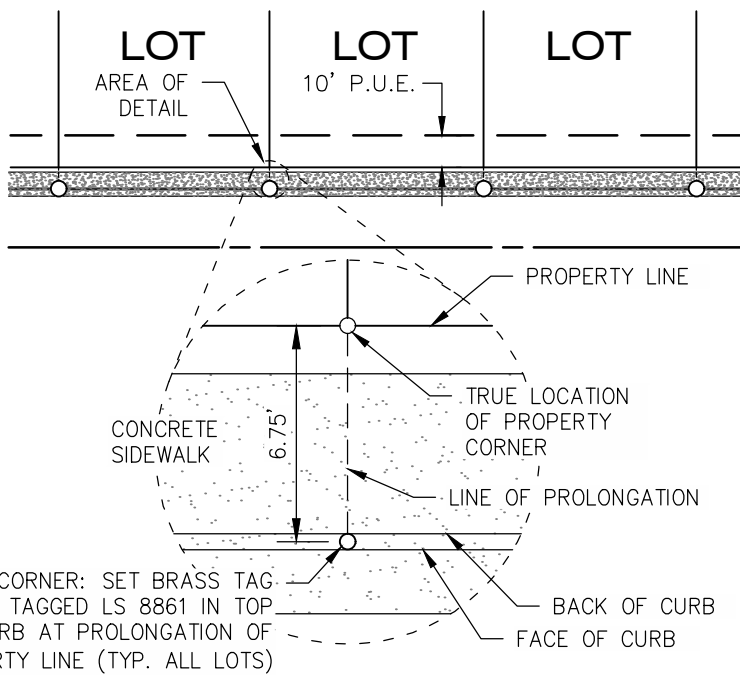 LOT LOT LOT
AREA OF
DETAIL
10' P.U.E.
PROPERTY LINE
TRUE LOCATION
OF PROPERTY
CORNER
CONCRETE
SIDEWALK
6.75'
LINE OF PROLONGATION
CORNER: SET BRASS TAG
TAGGED LS 8861 IN TOP
AT PROLONGATION OF
LINE (TYP. ALL LOTS)
BACK OF CURB
FACE OF CURB